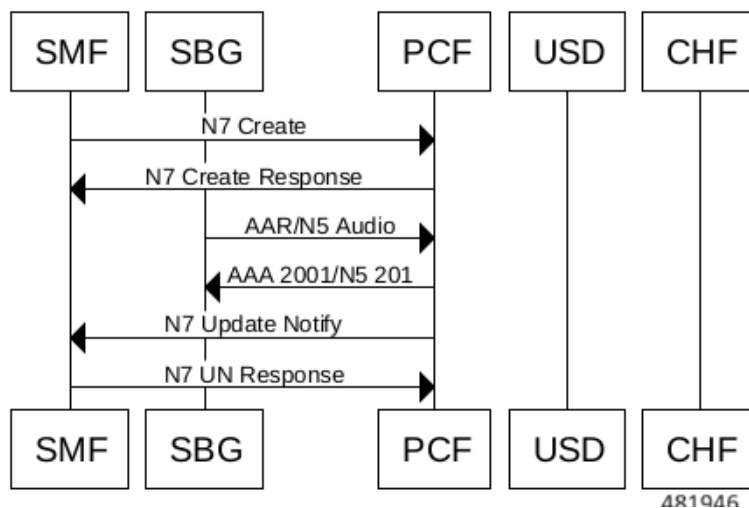 SMF SBG PCF USD CHF
N7 Create
N7 Create Response
AAR/N5 Audio
AAA 2001/N5 201
N7 Update Notify
N7 UN Response
SMF SBG PCF USD CHF
481946